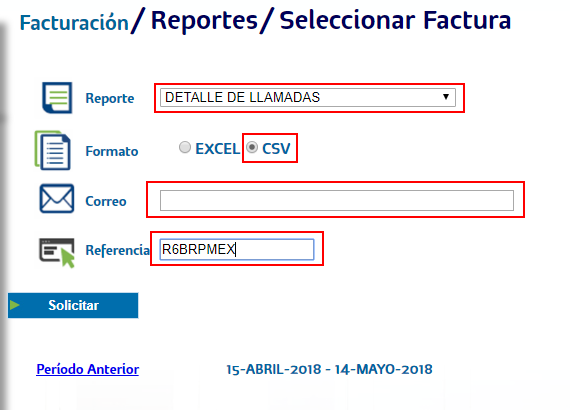 Facturación/ Reportes/ Seleccionar Factura
Reporte DETALLE DE LLAMADAS
Formato EXCEL CSV
Correo
Referencia R6BRPMEX
Solicitar
Período Anterior 15-ABRIL-2018 - 14-MAYO-2018